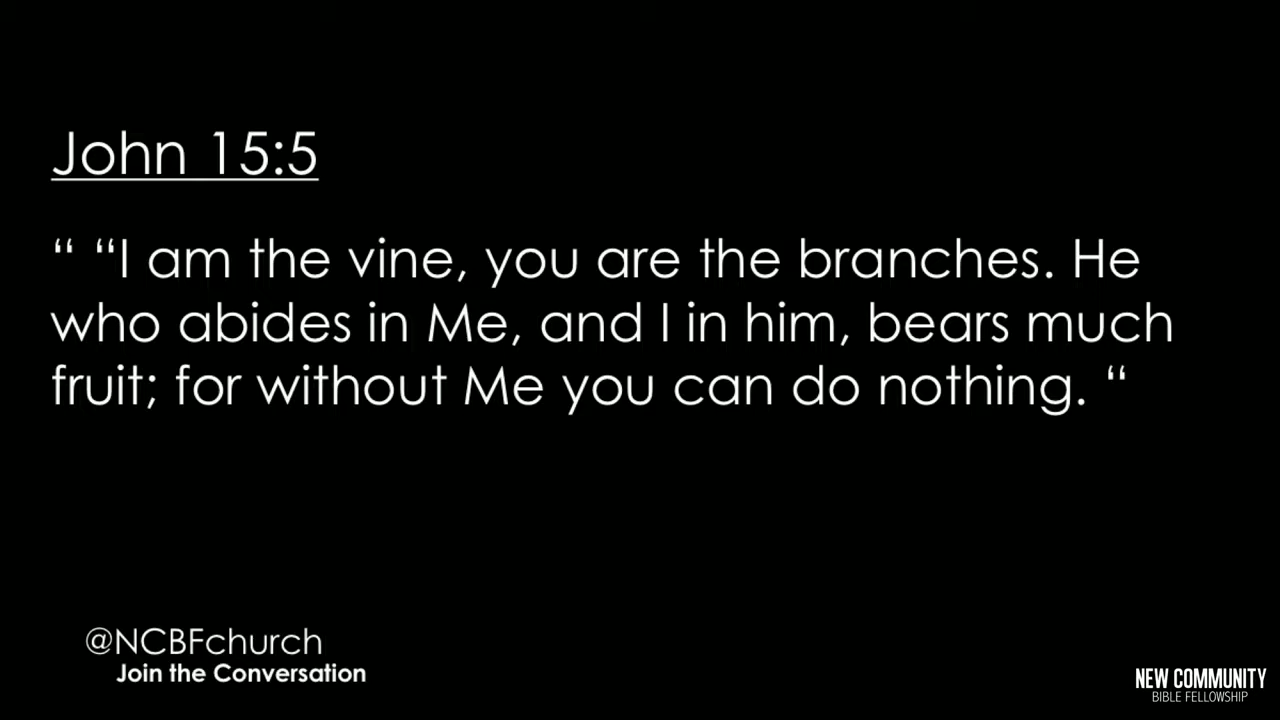 John 15:5
“ “I am the vine, you are the branches. He
who abides in Me, and I in him, bears much
fruit; for without Me you can do nothing. “
@NCBFchurch
Join the Conversation
NEW COMMUNITY
BIBLE FELLOWSHIP